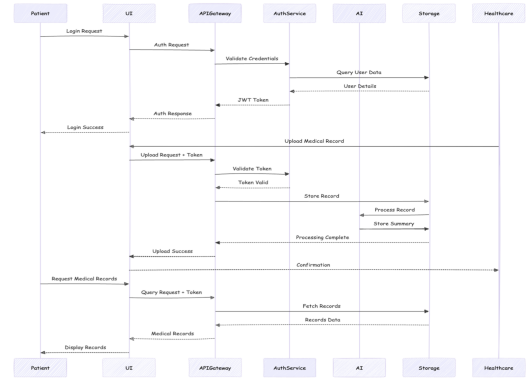 Patient UI APIGateway AuthService AI Storage Healthcare
Login Request
Auth Request
Validate Credentials
Query User Data
User Details
JWT Token
Auth Response
Login Success
Upload Medical Record
Upload Request + Token
Validate Token
Token Valid
Store Record
Process Record
Store Summary
Processing Complete
Upload Success
Confirmation
Request Medical Records
Query Request + Token
Fetch Records
Records Data
Medical Records
Display Records
Patient UI APIGateway AuthService AI Storage Healthcare